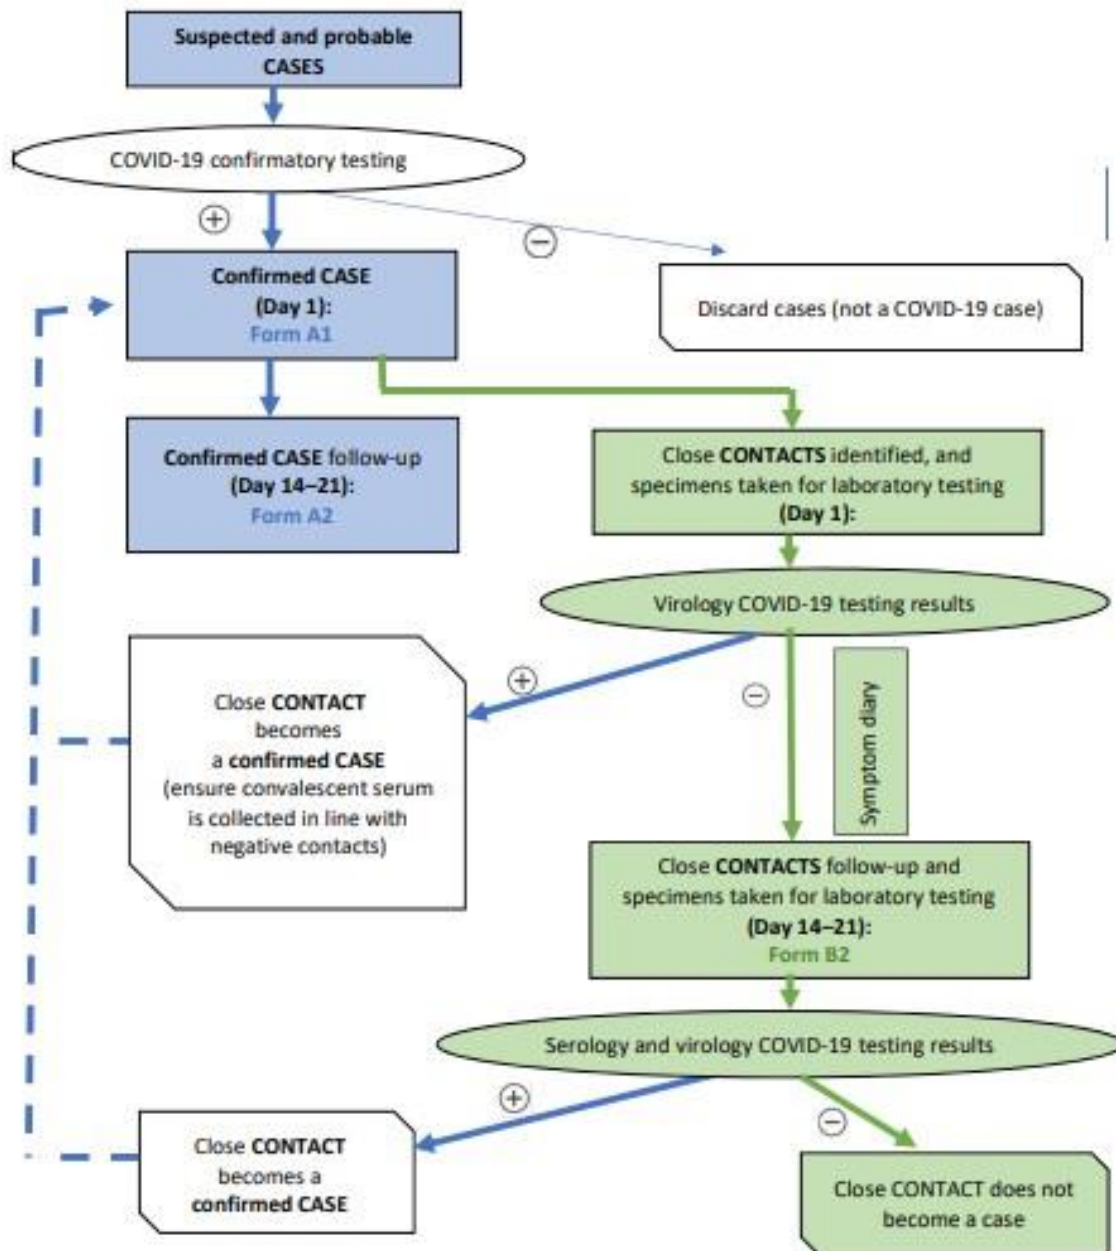 Suspected and probable
CASES
COVID-19 confirmatory testing
+
−
Confirmed CASE
(Day 1):
Form A1
Discard cases (not a COVID-19 case)
Confirmed CASE follow-up
(Day 14–21):
Form A2
Close CONTACTS identified, and
specimens taken for laboratory testing
(Day 1):
Virology COVID-19 testing results
+
−
Symptom diary
Close CONTACT
becomes
a confirmed CASE
(ensure convalescent serum
is collected in line with
negative contacts)
Close CONTACTS follow-up and
specimens taken for laboratory testing
(Day 14–21):
Form B2
Serology and virology COVID-19 testing results
+
−
Close CONTACT
becomes a
confirmed CASE
Close CONTACT does not
become a case